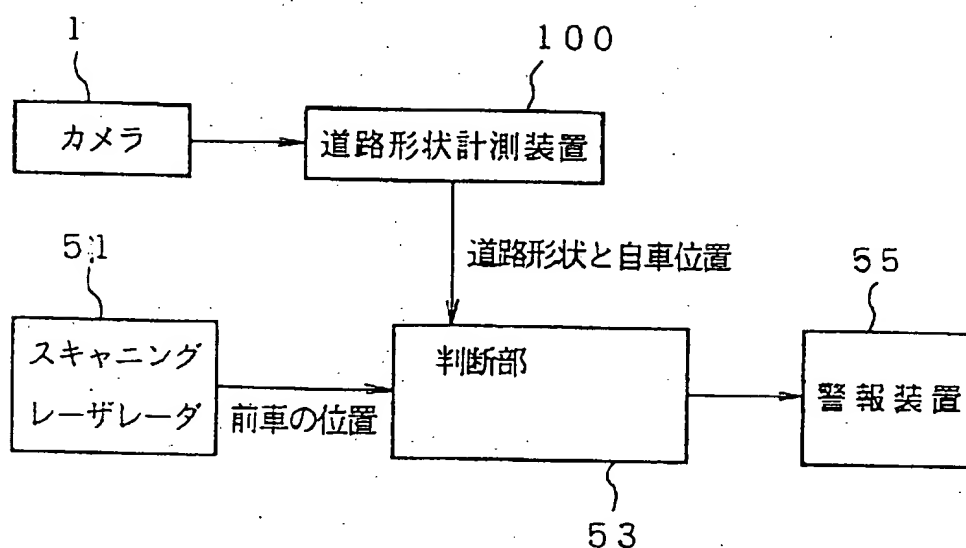 1
100
カメラ
道路形状計測装置
51
道路形状と自車位置
55
スキャニング
レーザレーダ
前車の位置
判断部
警報装置
53